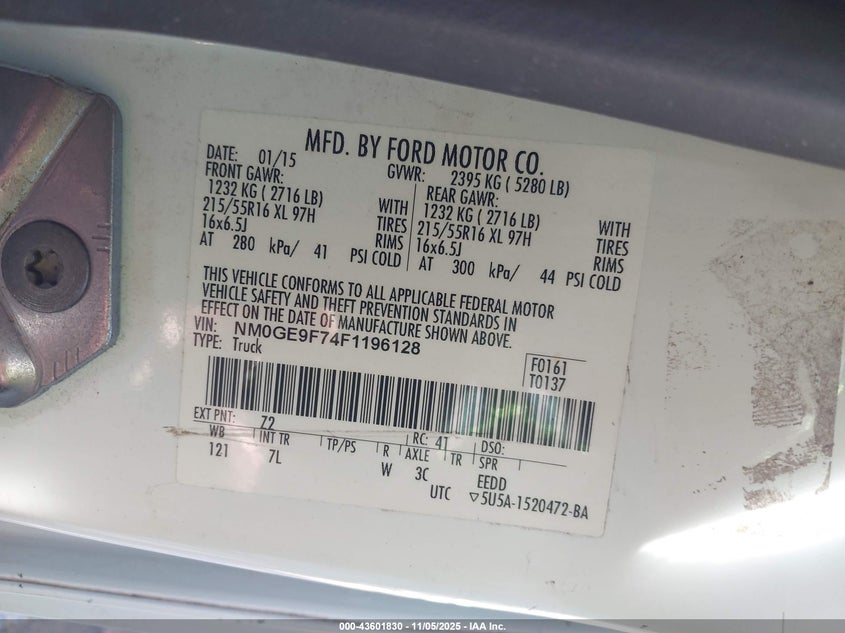 MFD. BY FORD MOTOR CO.
DATE: 01/15 GVWR: 2395 KG ( 5280 LB)
FRONT GAWR: REAR GAWR:
1232 KG ( 2716 LB) WITH 1232 KG ( 2716 LB) WITH
215/55R16 XL 97H TIRES 215/55R16 XL 97H TIRES
16x6.5J RIMS 16x6.5J RIMS
AT 280 kPa/ 41 PSI COLD AT 300 kPa/ 44 PSI COLD
THIS VEHICLE CONFORMS TO ALL APPLICABLE FEDERAL MOTOR
VEHICLE SAFETY AND THEFT PREVENTION STANDARDS IN
EFFECT ON THE DATE OF MANUFACTURE SHOWN ABOVE.
VIN: NM0GE9F74F1196128
TYPE: Truck
F0161
T0137
EXT PNT: Z2 RC: 41 DSO:
WB INT TR TP/PS R AXLE TR SPR
121 7L W 3C EEDD
UTC ▽5U5A-1520472-BA
000-43601830 - 11/05/2025 - IAA Inc.